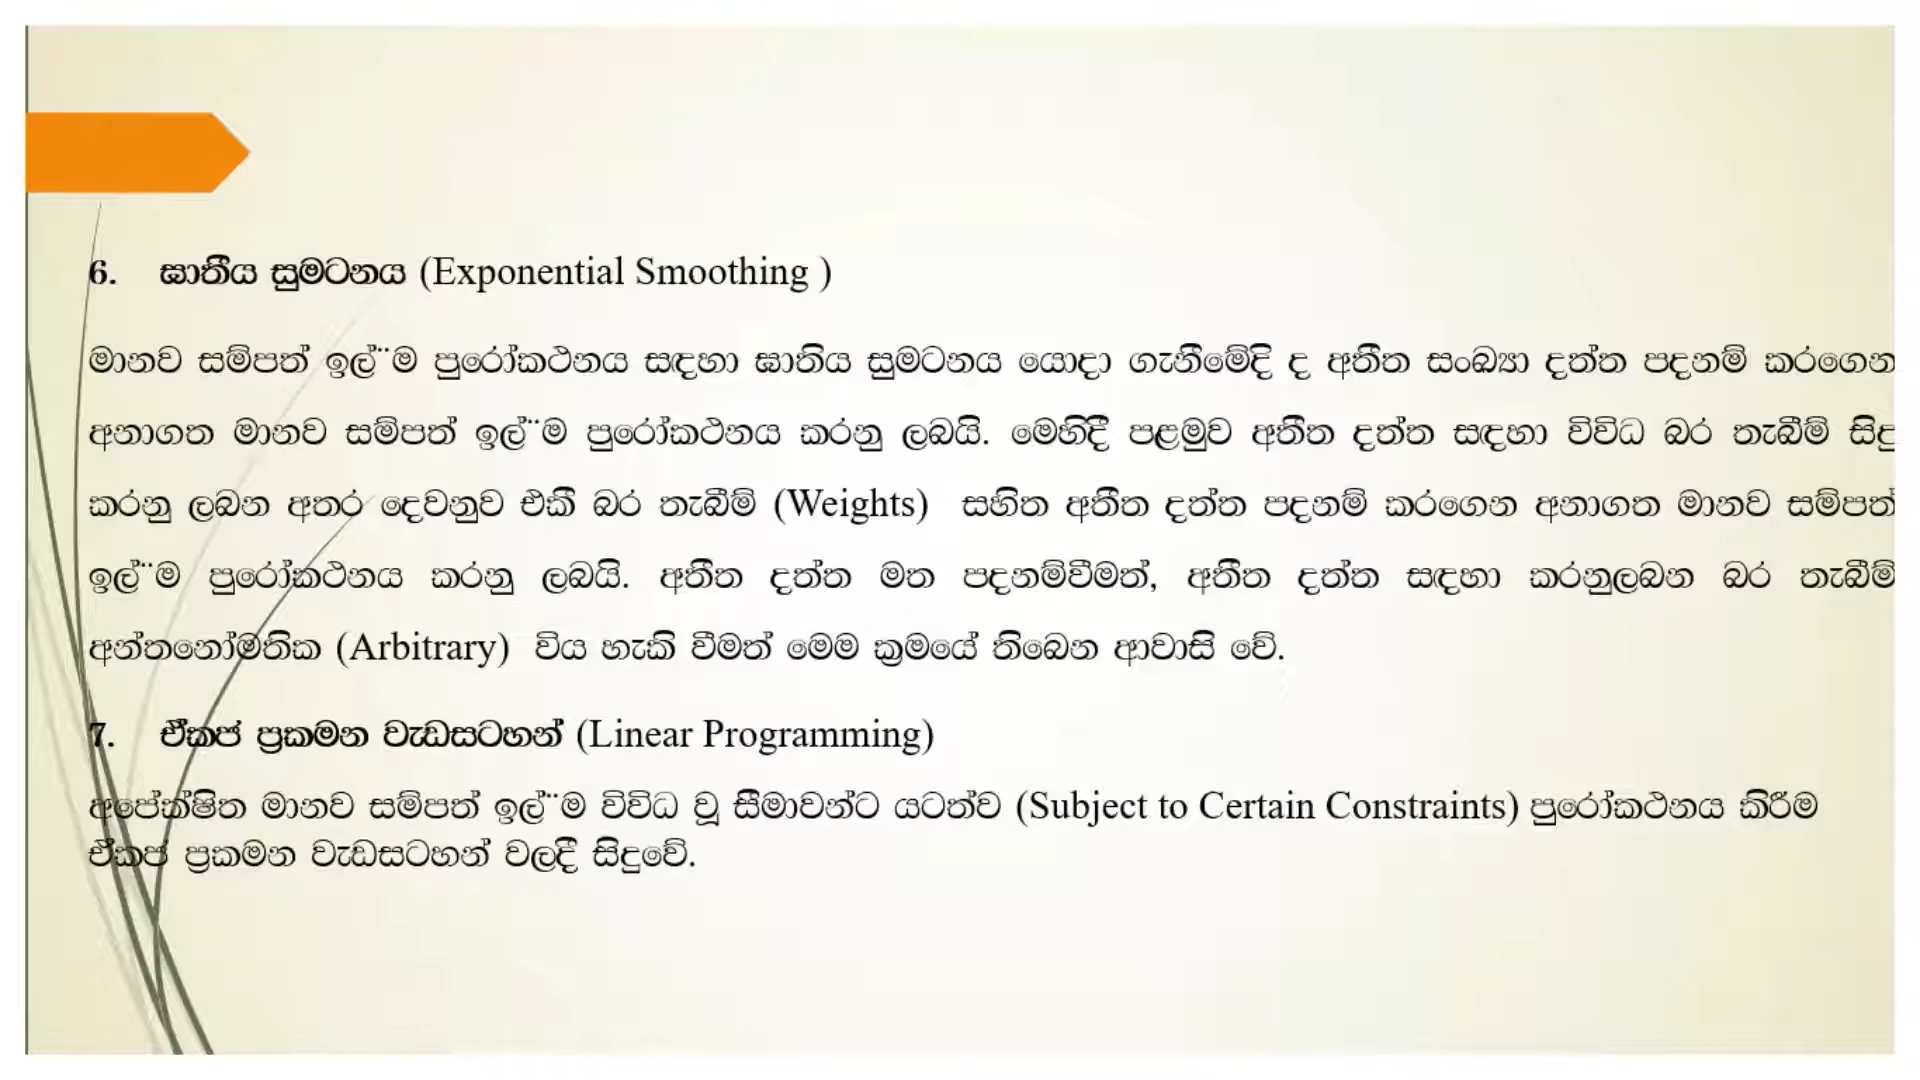 6. ඝාතීය සුමටනය (Exponential Smoothing )
මානව සම්පත් ඉල්¨ම පුරෝකථනය සඳහා ඝාතිය සුමටනය යොදා ගැනීමේදි ද අතීත සංඛ්‍යා දත්ත පදනම් කරගෙන
අනාගත මානව සම්පත් ඉල්¨ම පුරෝකථනය කරනු ලබයි. මෙහිදී පළමුව අතීත දත්ත සඳහා විවිධ බර තැබීම් සිදු
කරනු ලබන අතර දෙවනුව එකී බර තැබීම් (Weights) සහිත අතීත දත්ත පදනම් කරගෙන අනාගත මානව සම්පත්
ඉල්¨ම පුරෝකථනය කරනු ලබයි. අතීත දත්ත මත පදනම්වීමත්, අතීත දත්ත සඳහා කරනුලබන බර තැබීම්
අන්තනෝමතික (Arbitrary) විය හැකි වීමත් මෙම ක්‍රමයේ තිබෙන ආවාසි වේ.
7. ඒකජ ප්‍රකමන වැඩසටහන් (Linear Programming)
අපේක්ෂිත මානව සම්පත් ඉල්¨ම විවිධ වූ සීමාවන්ට යටත්ව (Subject to Certain Constraints) පුරෝකථනය කිරීම
ඒකජ ප්‍රකමන වැඩසටහන් වලදී සිදුවේ.